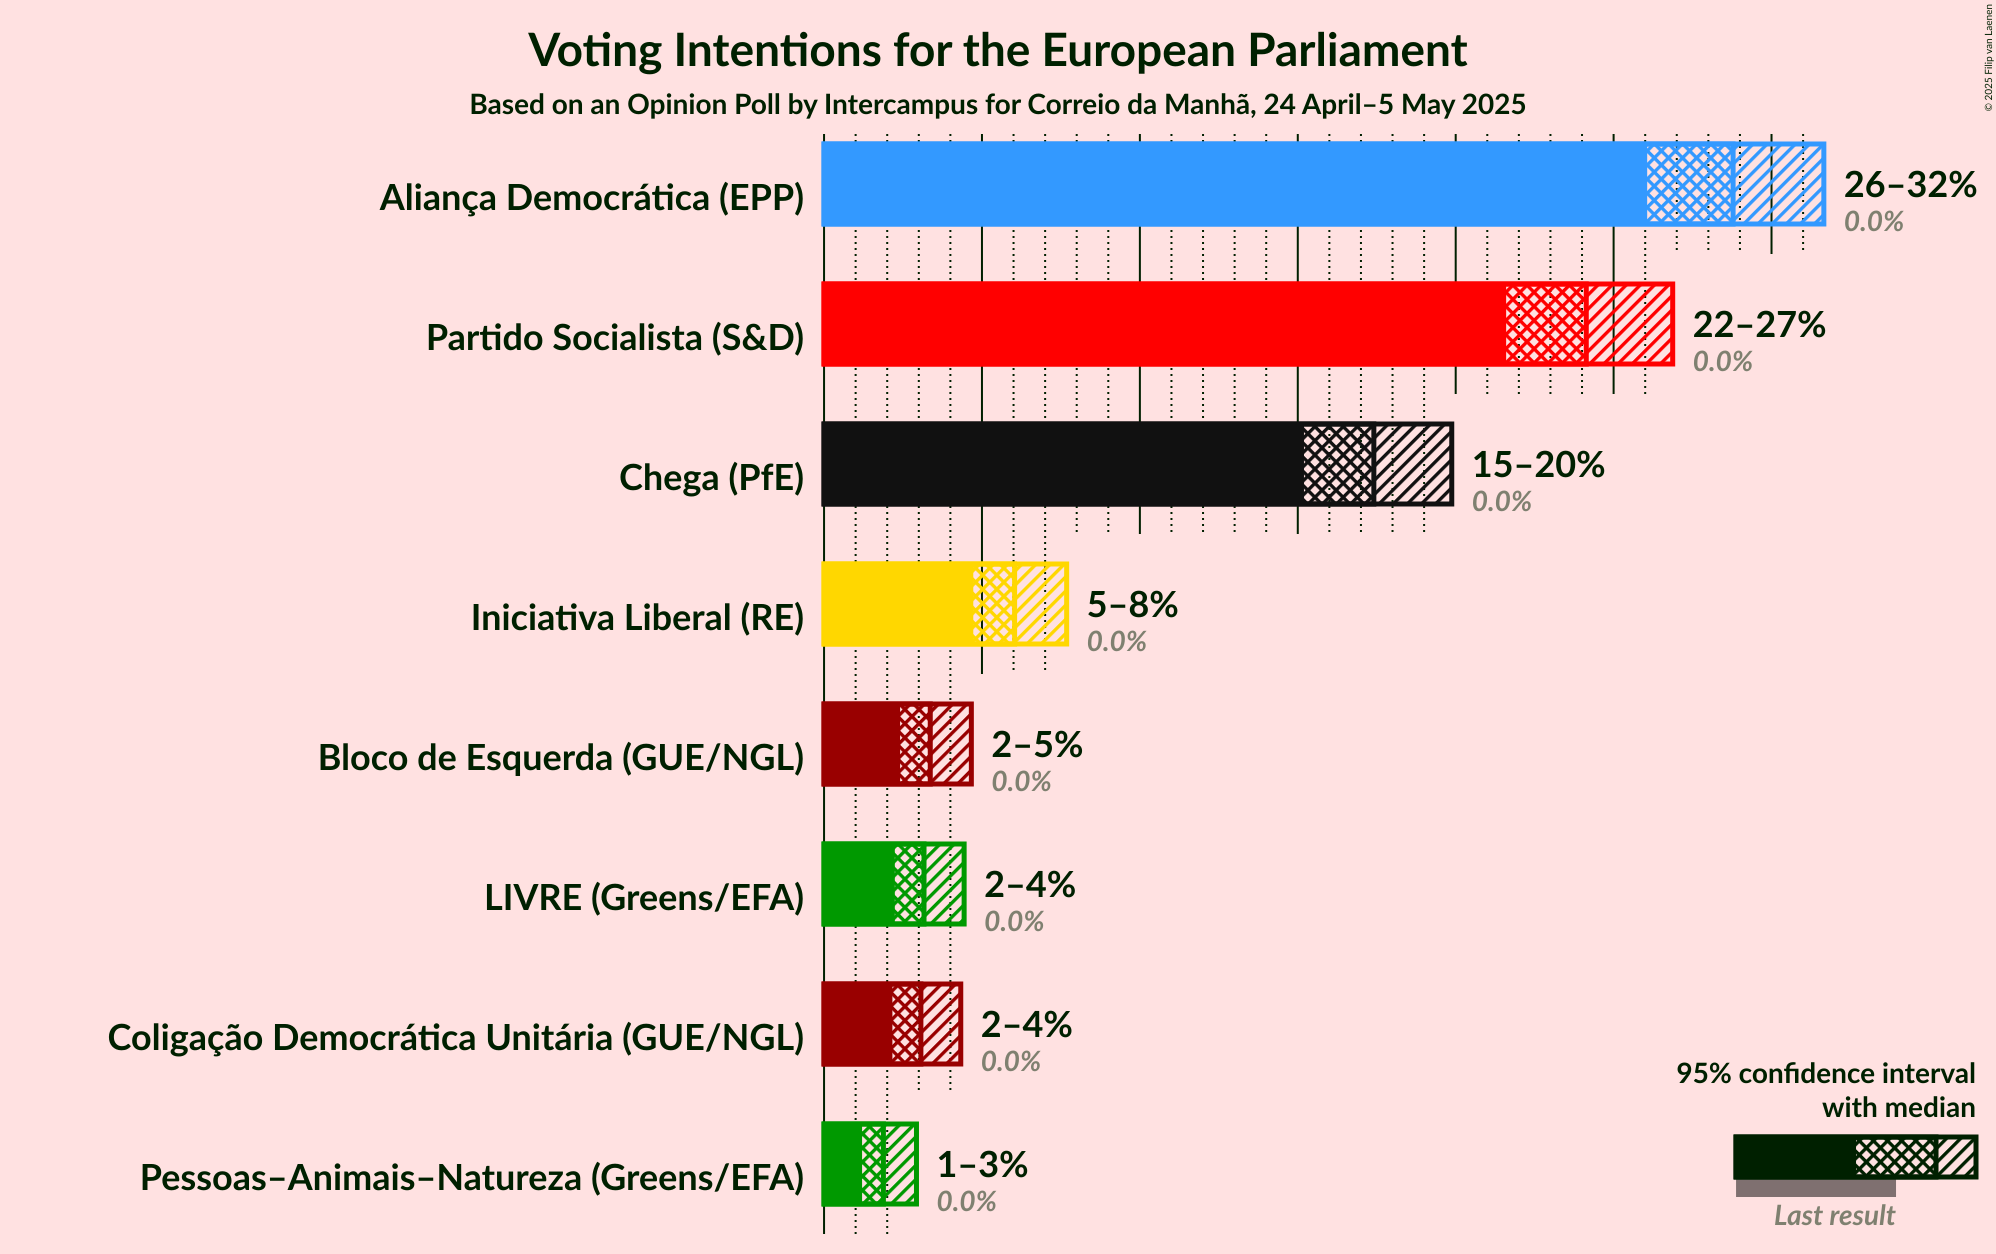 Voting Intentions for the European Parliament
Based on an Opinion Poll by Intercampus for Correio da Manhã, 24 April–5 May 2025
© 2025 Filip van Laenen
Aliança Democrática (EPP)
26–32%
0.0%
Partido Socialista (S&D)
22–27%
0.0%
Chega (PfE)
15–20%
0.0%
Iniciativa Liberal (RE)
5–8%
0.0%
Bloco de Esquerda (GUE/NGL)
2–5%
0.0%
LIVRE (Greens/EFA)
2–4%
0.0%
Coligação Democrática Unitária (GUE/NGL)
2–4%
0.0%
Pessoas–Animais–Natureza (Greens/EFA)
1–3%
0.0%
95% confidence interval
with median
Last result